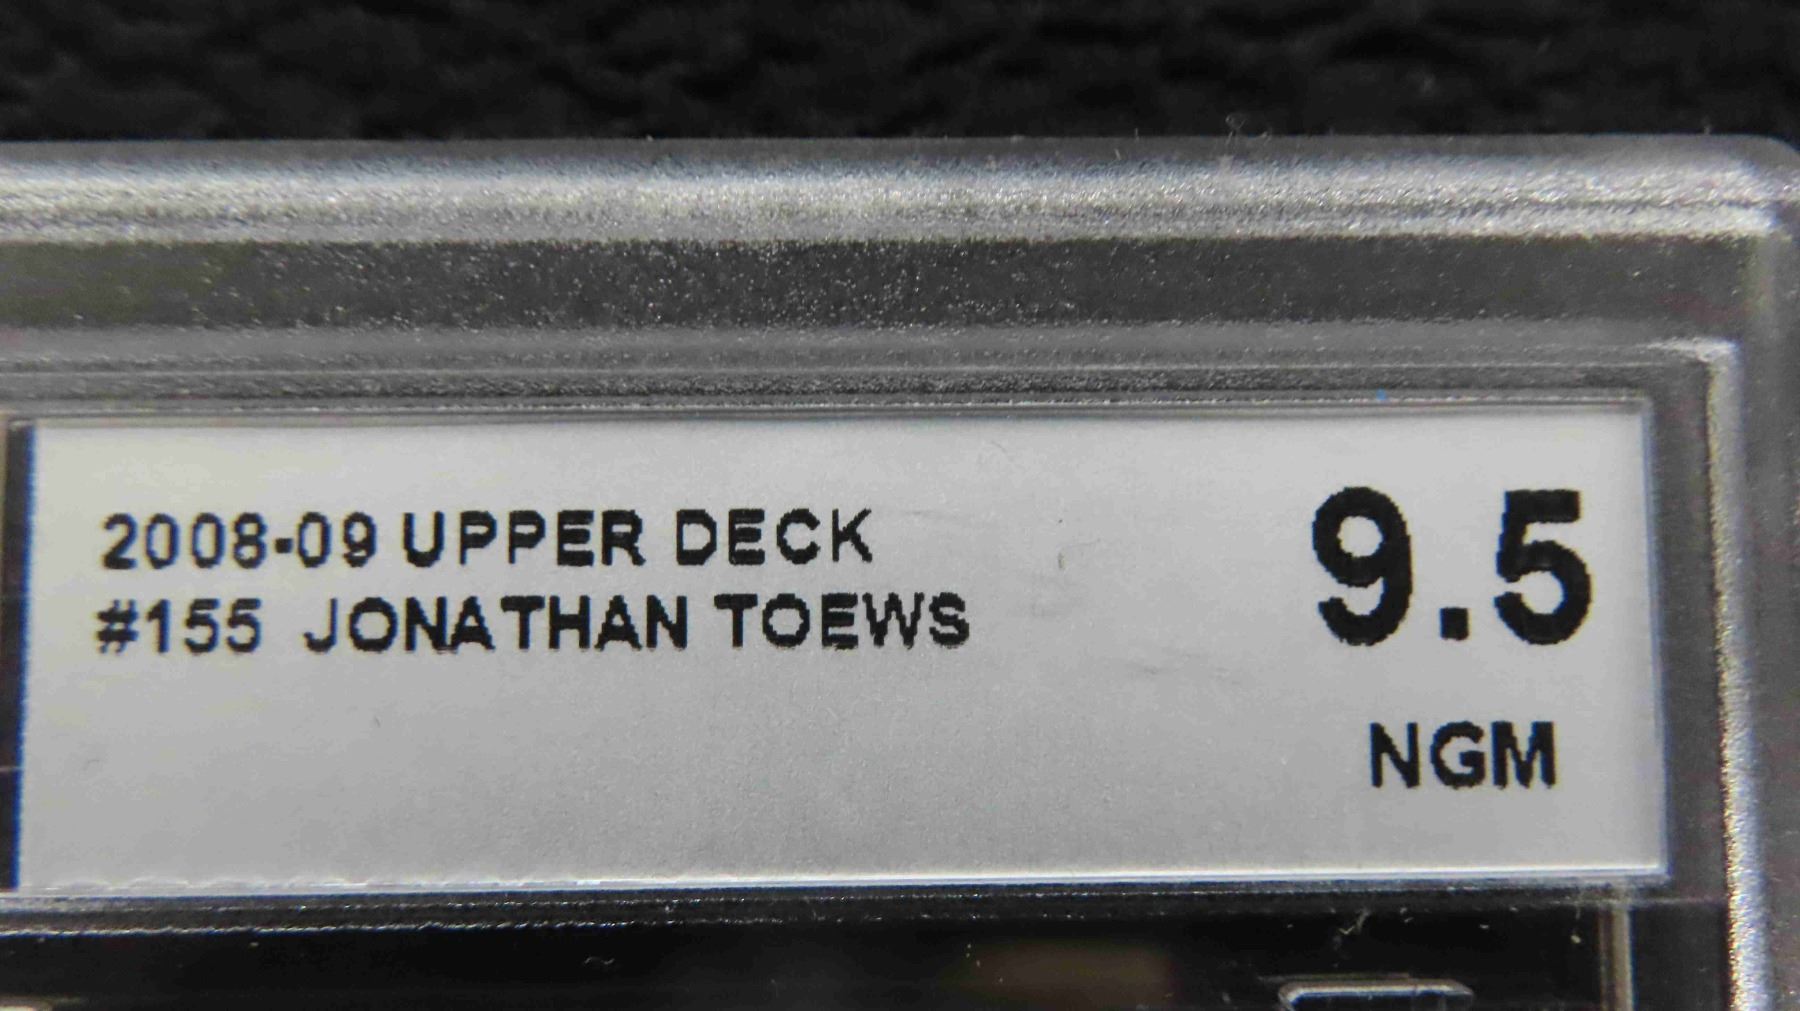 2008-09 UPPER DECK
#155 JONATHAN TOEWS
9.5
NGM